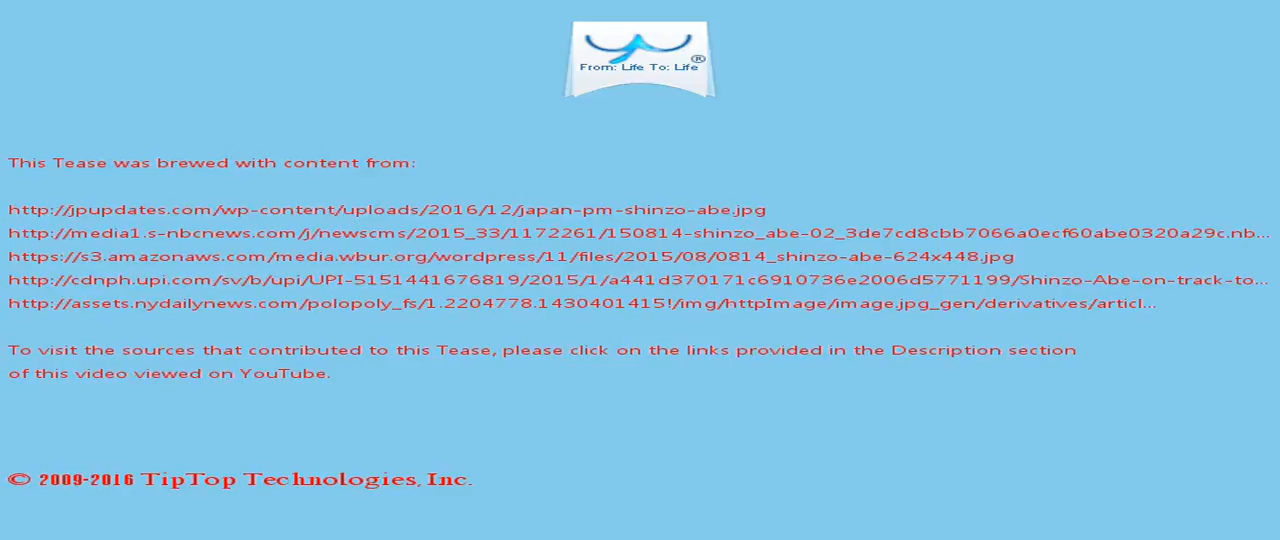 From: Life To: Life®
This Tease was brewed with content from:
http://jpupdates.com/wp-content/uploads/2016/12/japan-pm-shinzo-abe.jpg
http://media1.s-nbcnews.com/j/newscms/2015_33/1172261/150814-shinzo_abe-02_3de7cd8cbb7066a0ecf60abe0320a29c.nb...
https://s3.amazonaws.com/media.wbur.org/wordpress/11/files/2015/08/0814_shinzo-abe-624x448.jpg
http://cdnph.upi.com/sv/b/upi/UPI-5151441676819/2015/1/a441d370171c6910736e2006d5771199/Shinzo-Abe-on-track-to...
http://assets.nydailynews.com/polopoly_fs/1.2204778.1430401415!/img/httpImage/image.jpg_gen/derivatives/articl...
To visit the sources that contributed to this Tease, please click on the links provided in the Description section
of this video viewed on YouTube.
© 2009-2016 TipTop Technologies, Inc.